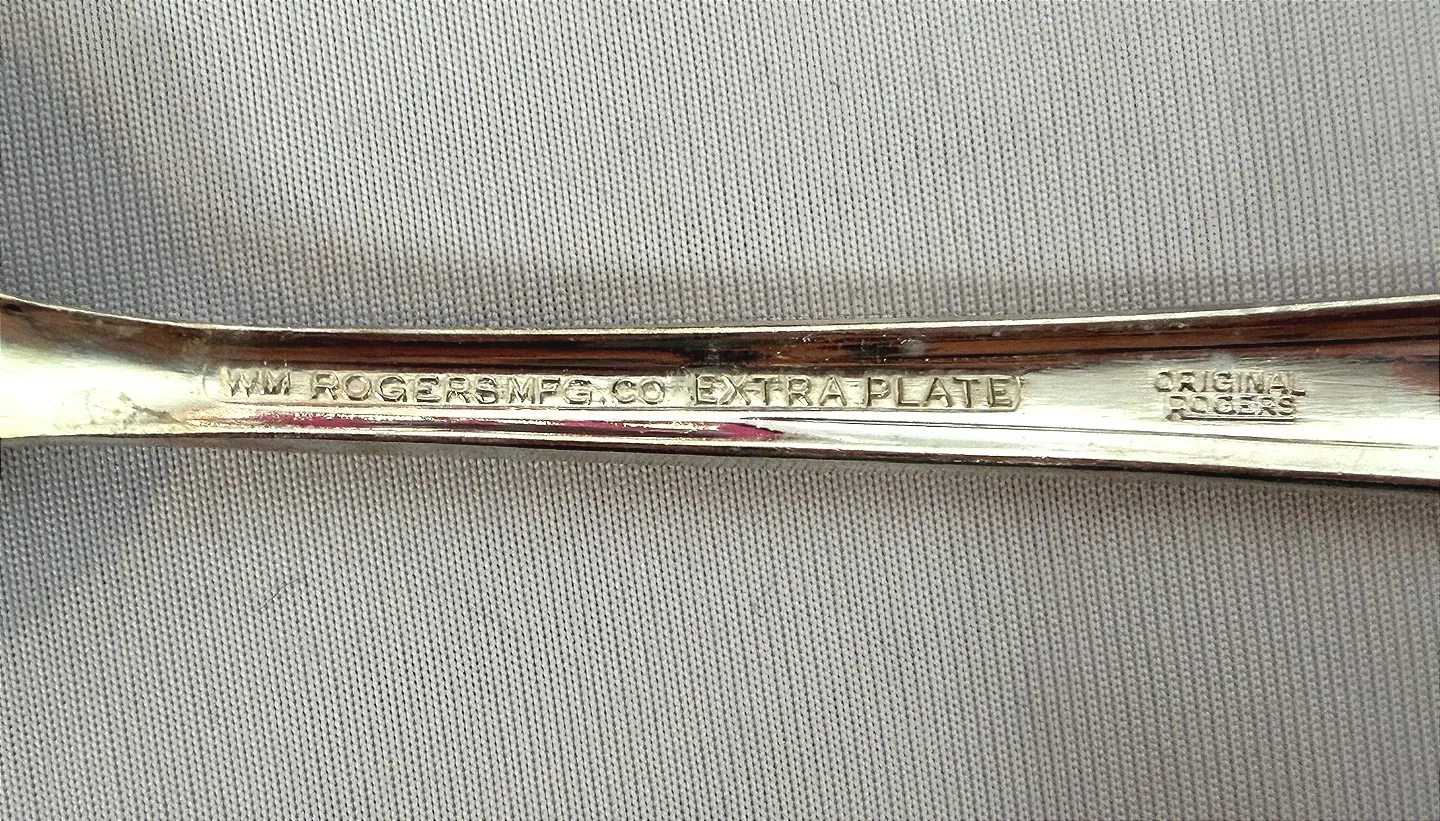 WM ROGERS MFG. CO EXTRA PLATE
ORIGINAL
ROGERS